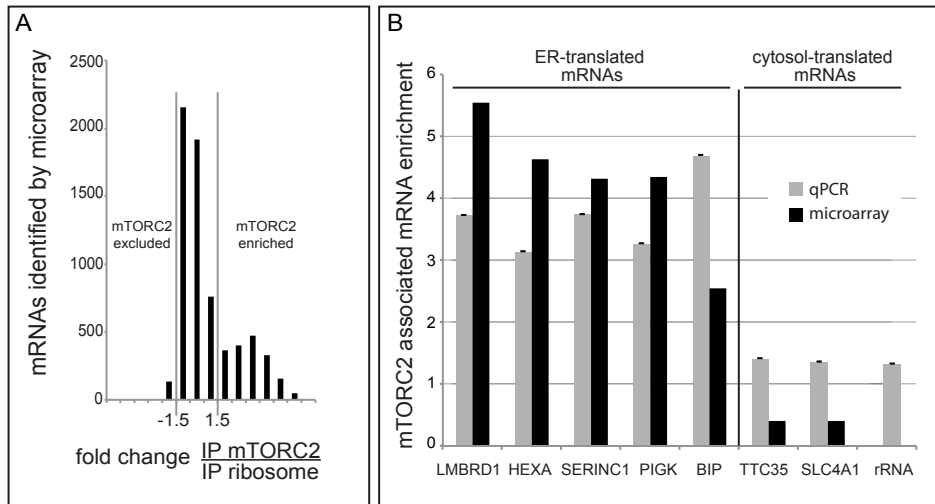 A
mRNAs identified by microarray
2500
2000
1500
1000
500
0
mTORC2
excluded
mTORC2
enriched
-1.5
1.5
fold change
IP mTORC2
IP ribosome
B
ER-translated
mRNAs
cytosol-translated
mRNAs
mTORC2 associated mRNA enrichment
6
5
4
3
2
1
0
qPCR
microarray
LMBRD1 HEXA SERINC1 PIGK BIP TTC35 SLC4A1 rRNA